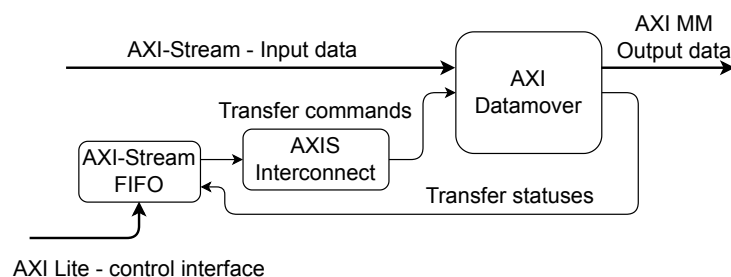 AXI MM
Output data
AXI-Stream - Input data
AXI
Datamover
Transfer commands
AXI-Stream
FIFO
AXIS
Interconnect
Transfer statuses
AXI Lite - control interface